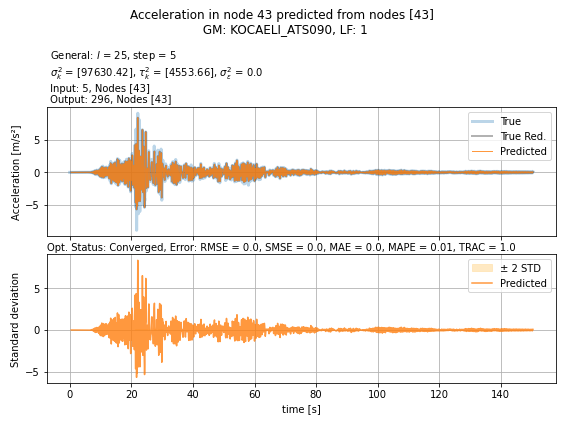 Acceleration in node 43 predicted from nodes [43]
GM: KOCAELI_ATS090, LF: 1
General: l = 25, step = 5
σ²ₖ = [97630.42], τ²ₖ = [4553.66], σ²ε = 0.0
Input: 5, Nodes [43]
Output: 296, Nodes [43]
Acceleration [m/s²]
5
0
−5
True
True Red.
Predicted
Opt. Status: Converged, Error: RMSE = 0.0, SMSE = 0.0, MAE = 0.0, MAPE = 0.01, TRAC = 1.0
Standard deviation
5
0
−5
± 2 STD
Predicted
0 20 40 60 80 100 120 140
time [s]